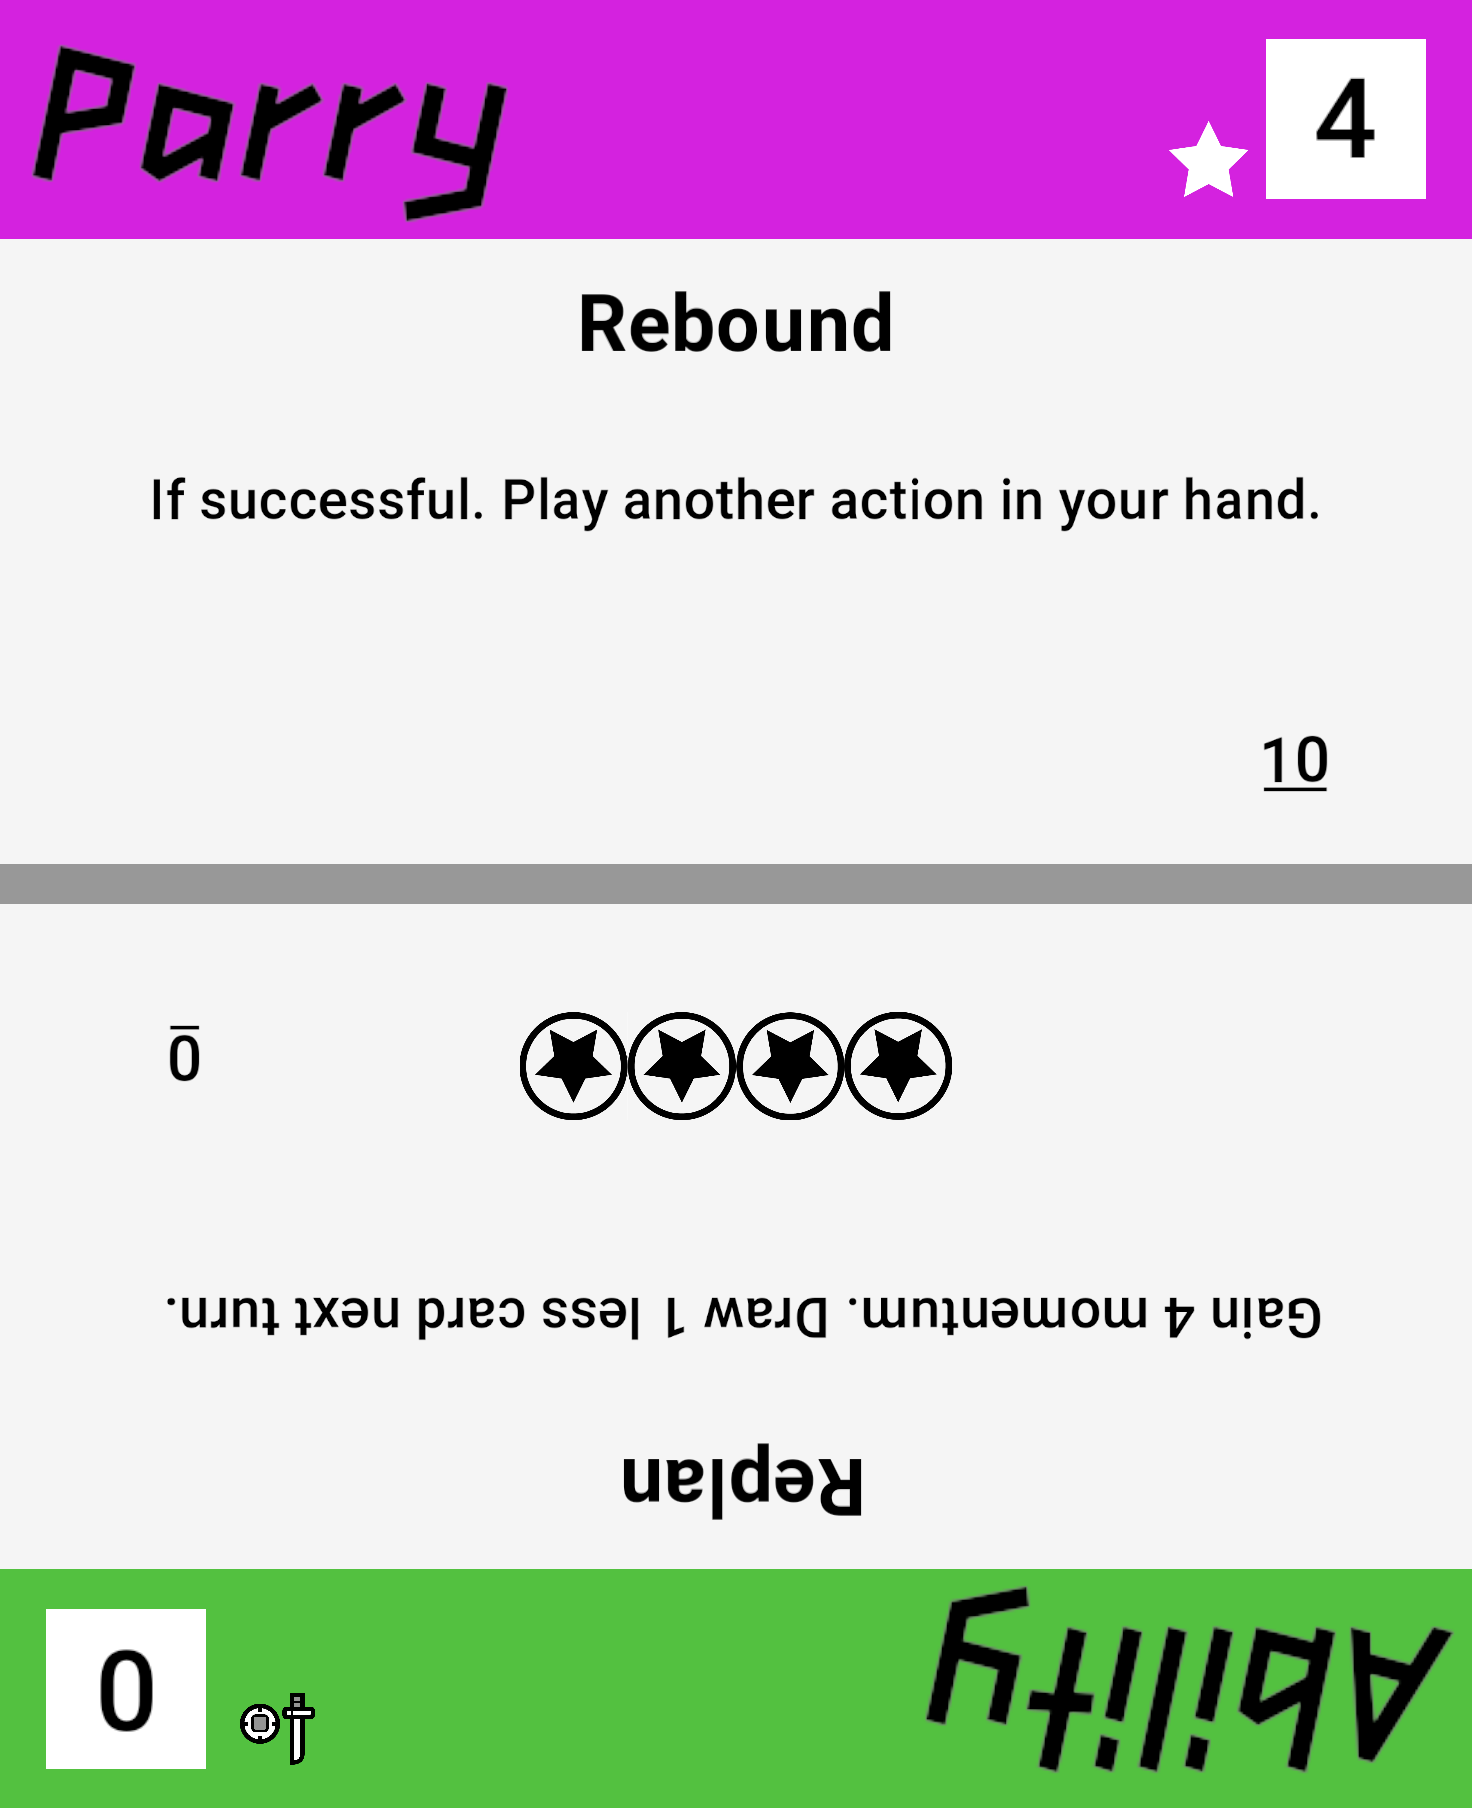 Parry
4
Rebound
If successful. Play another action in your hand.
10
Ability
0
Replan
Gain 4 momentum. Draw 1 less card next turn.
0